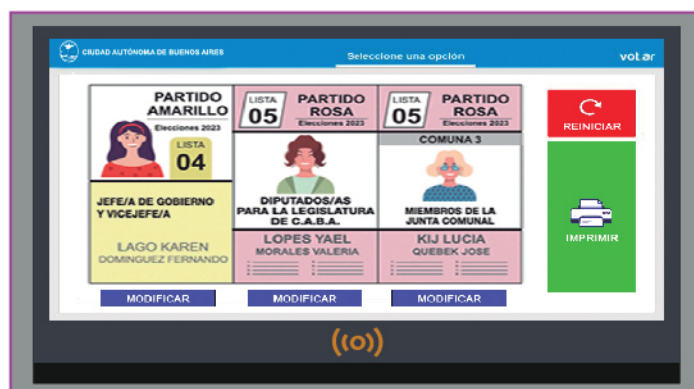 CIUDAD AUTÓNOMA DE BUENOS AIRES
Seleccione una opción
vot.ar
PARTIDO
AMARILLO
Elecciones 2023
LISTA
04
JEFE/A DE GOBIERNO
Y VICEJEFE/A
LAGO KAREN
DOMINGUEZ FERNANDO
MODIFICAR
LISTA
05
PARTIDO
ROSA
Elecciones 2023
DIPUTADOS/AS
PARA LA LEGISLATURA
DE C.A.B.A.
LOPES YAEL
MORALES VALERIA
MODIFICAR
LISTA
05
PARTIDO
ROSA
Elecciones 2023
COMUNA 3
MIEMBROS DE LA
JUNTA COMUNAL
KIJ LUCIA
QUEBEK JOSE
MODIFICAR
REINICIAR
IMPRIMIR